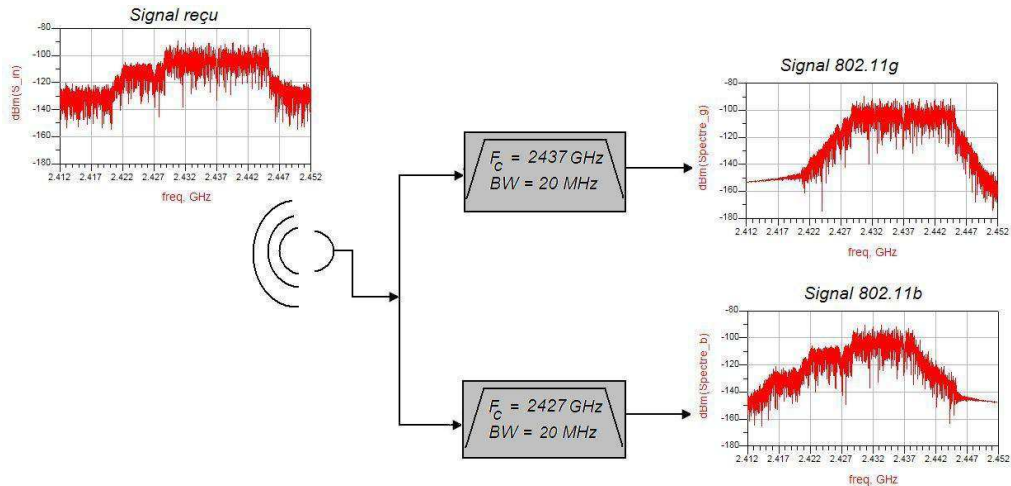 Signal reçu
-80
-100
-120
-140
-160
-180
dBm(S_in)
2.412 2.417 2.422 2.427 2.432 2.437 2.442 2.447 2.452
freq, GHz
F_C = 2437 GHz
BW = 20 MHz
Signal 802.11g
-80
-100
-120
-140
-160
-180
dBm(Spectre_g)
2.412 2.417 2.422 2.427 2.432 2.437 2.442 2.447 2.452
freq, GHz
F_C = 2427 GHz
BW = 20 MHz
Signal 802.11b
-80
-100
-120
-140
-160
-180
dBm(Spectre_b)
2.412 2.417 2.422 2.427 2.432 2.437 2.442 2.447 2.452
freq, GHz